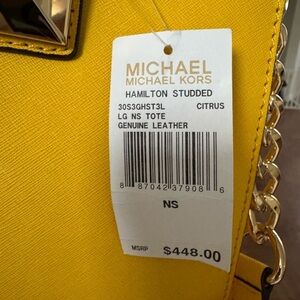 MICHAEL
MICHAEL KORS
HAMILTON STUDDED
30S3GHST3L CITRUS
LG NS TOTE
GENUINE LEATHER
8 87042 37908 6
NS
MSRP $448.00